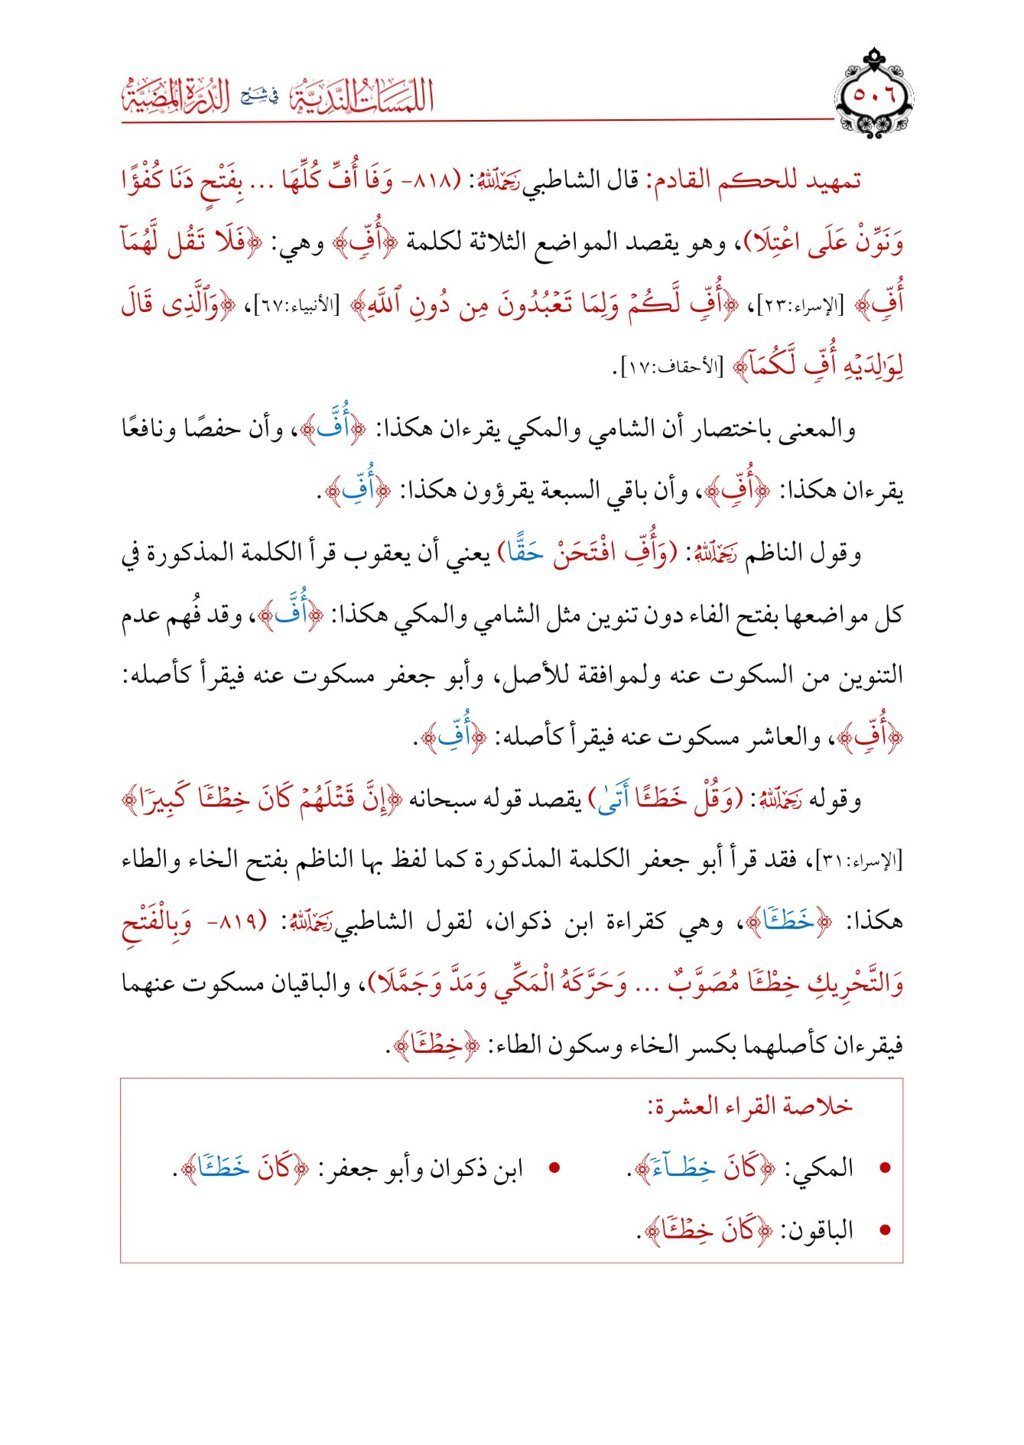 ٥٠٦
اللمسات الندية في شرح الدرة المضية
تمهيد للحكم القادم: قال الشاطبي رَحِمَهُ اللَّهُ: (٨١٨- وَفَا أُفِّ كُلِّهَا ... بِفَتْحٍ دَنَا كُفْؤًا
وَنَوِّنْ عَلَى اعْتِلَا)، وهو يقصد المواضع الثلاثة لكلمة ﴿أُفّٖ﴾ وهي: ﴿فَلَا تَقُل لَّهُمَآ
أُفّٖ﴾ [الإسراء:٢٣]، ﴿أُفّٖ لَّكُمۡ وَلِمَا تَعۡبُدُونَ مِن دُونِ ٱللَّهِ﴾ [الأنبياء:٦٧]، ﴿وَٱلَّذِى قَالَ
لِوَٰلِدَيۡهِ أُفّٖ لَّكُمَآ﴾ [الأحقاف:١٧].
والمعنى باختصار أن الشامي والمكي يقرءان هكذا: ﴿أُفَّ﴾، وأن حفصًا ونافعًا
يقرءان هكذا: ﴿أُفّٖ﴾، وأن باقي السبعة يقرؤون هكذا: ﴿أُفِّ﴾.
وقول الناظم رَحِمَهُ اللَّهُ: (وَأُفِّ افْتَحَنْ حَقًّا) يعني أن يعقوب قرأ الكلمة المذكورة في
كل مواضعها بفتح الفاء دون تنوين مثل الشامي والمكي هكذا: ﴿أُفَّ﴾، وقد فُهم عدم
التنوين من السكوت عنه ولموافقة للأصل، وأبو جعفر مسكوت عنه فيقرأ كأصله:
﴿أُفّٖ﴾، والعاشر مسكوت عنه فيقرأ كأصله: ﴿أُفِّ﴾.
وقوله رَحِمَهُ اللَّهُ: (وَقُلْ خَطَـًٔا أَتَىٰ) يقصد قوله سبحانه ﴿إِنَّ قَتۡلَهُمۡ كَانَ خِطۡـٔٗا كَبِيرٗا﴾
[الإسراء:٣١]، فقد قرأ أبو جعفر الكلمة المذكورة كما لفظ بها الناظم بفتح الخاء والطاء
هكذا: ﴿خَطَـٔٗا﴾، وهي كقراءة ابن ذكوان، لقول الشاطبي رَحِمَهُ اللَّهُ: (٨١٩- وَبِالْفَتْحِ
وَالتَّحْرِيكِ خِطْـٔٗا مُصَوَّبٌ ... وَحَرَّكَهُ الْمَكِّي وَمَدَّ وَجَمَّلَا)، والباقيان مسكوت عنهما
فيقرءان كأصلهما بكسر الخاء وسكون الطاء: ﴿خِطۡـٔٗا﴾.
خلاصة القراء العشرة:
• المكي: ﴿كَانَ خِطَـآءٗ﴾. • ابن ذكوان وأبو جعفر: ﴿كَانَ خَطَـٔٗا﴾.
• الباقون: ﴿كَانَ خِطۡـٔٗا﴾.